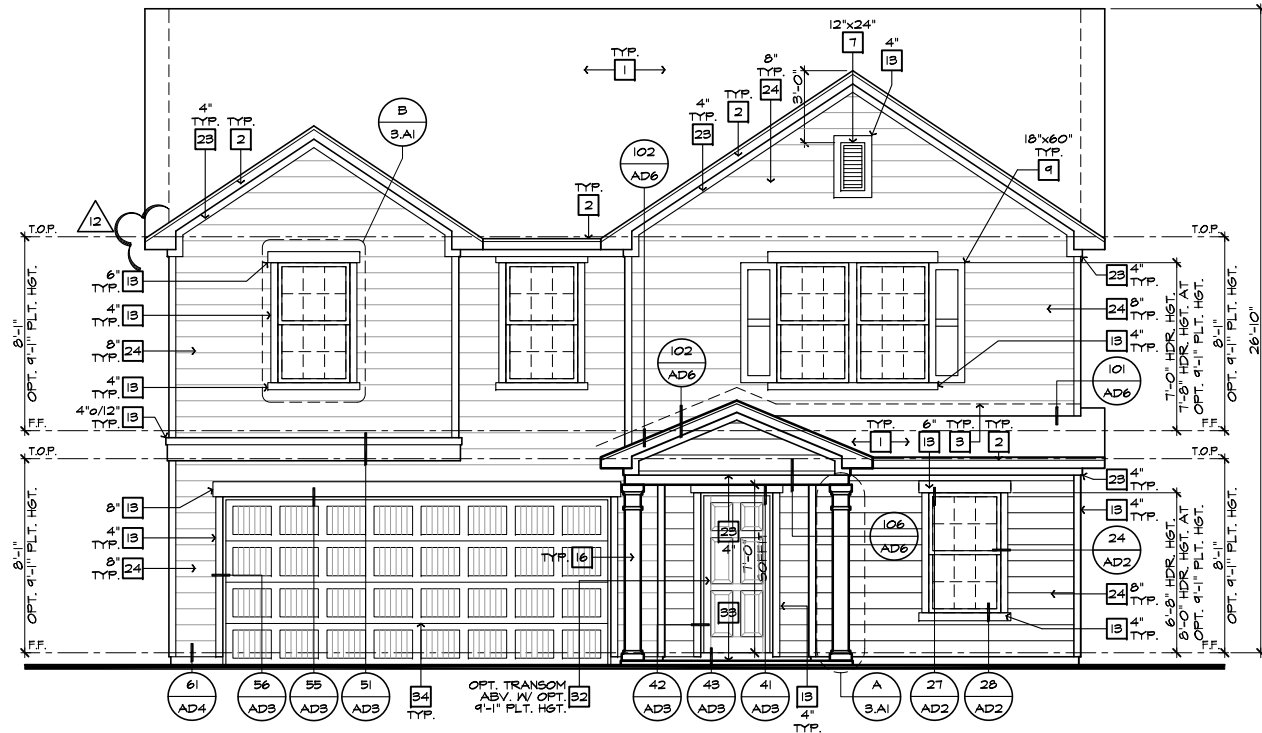 12"x24"
7
4"
13
TYP.
1
8"
TYP.
24
3'-0"
TYP.
2
4"
TYP.
23
4"
TYP.
23
TYP.
2
B
3.A1
102
AD6
18"x60"
TYP.
9
TYP.
2
12
T.O.P.
T.O.P.
6"
TYP. 13
4"
TYP. 13
8"
TYP. 24
4"
TYP. 13
4"o/12"
TYP. 13
8'-1"
OPT. 9'-1" PLT. HGT.
F.F.
23 4"
TYP.
24 8"
TYP.
13 4"
TYP.
7'-0" HDR. HGT.
7'-8" HDR. HGT. AT
OPT. 9'-1" PLT. HGT.
8'-1"
OPT. 9'-1" PLT. HGT.
26'-10"
102
AD6
101
AD6
F.F.
T.O.P.
T.O.P.
1
TYP.
6"
13
TYP.
3
TYP.
2
TYP.
23 4"
TYP.
13 4"
TYP.
24
AD2
24 8"
TYP.
13 4"
TYP.
6'-8" HDR. HGT.
8'-0" HDR. HGT. AT
OPT. 9'-1" PLT. HGT.
8'-1"
OPT. 9'-1" PLT. HGT.
F.F.
8'-1"
OPT. 9'-1" PLT. HGT.
F.F.
8" 13
4"
TYP. 13
8"
TYP. 24
TYP. 16
23
4"
7'-0"
SOFFIT
33
106
AD6
61
AD4
56
AD3
55
AD3
51
AD3
34
TYP.
OPT. TRANSOM
ABV. W/ OPT. 32
9'-1" PLT. HGT.
42
AD3
43
AD3
41
AD3
13
4"
TYP.
A
3.A1
27
AD2
28
AD2